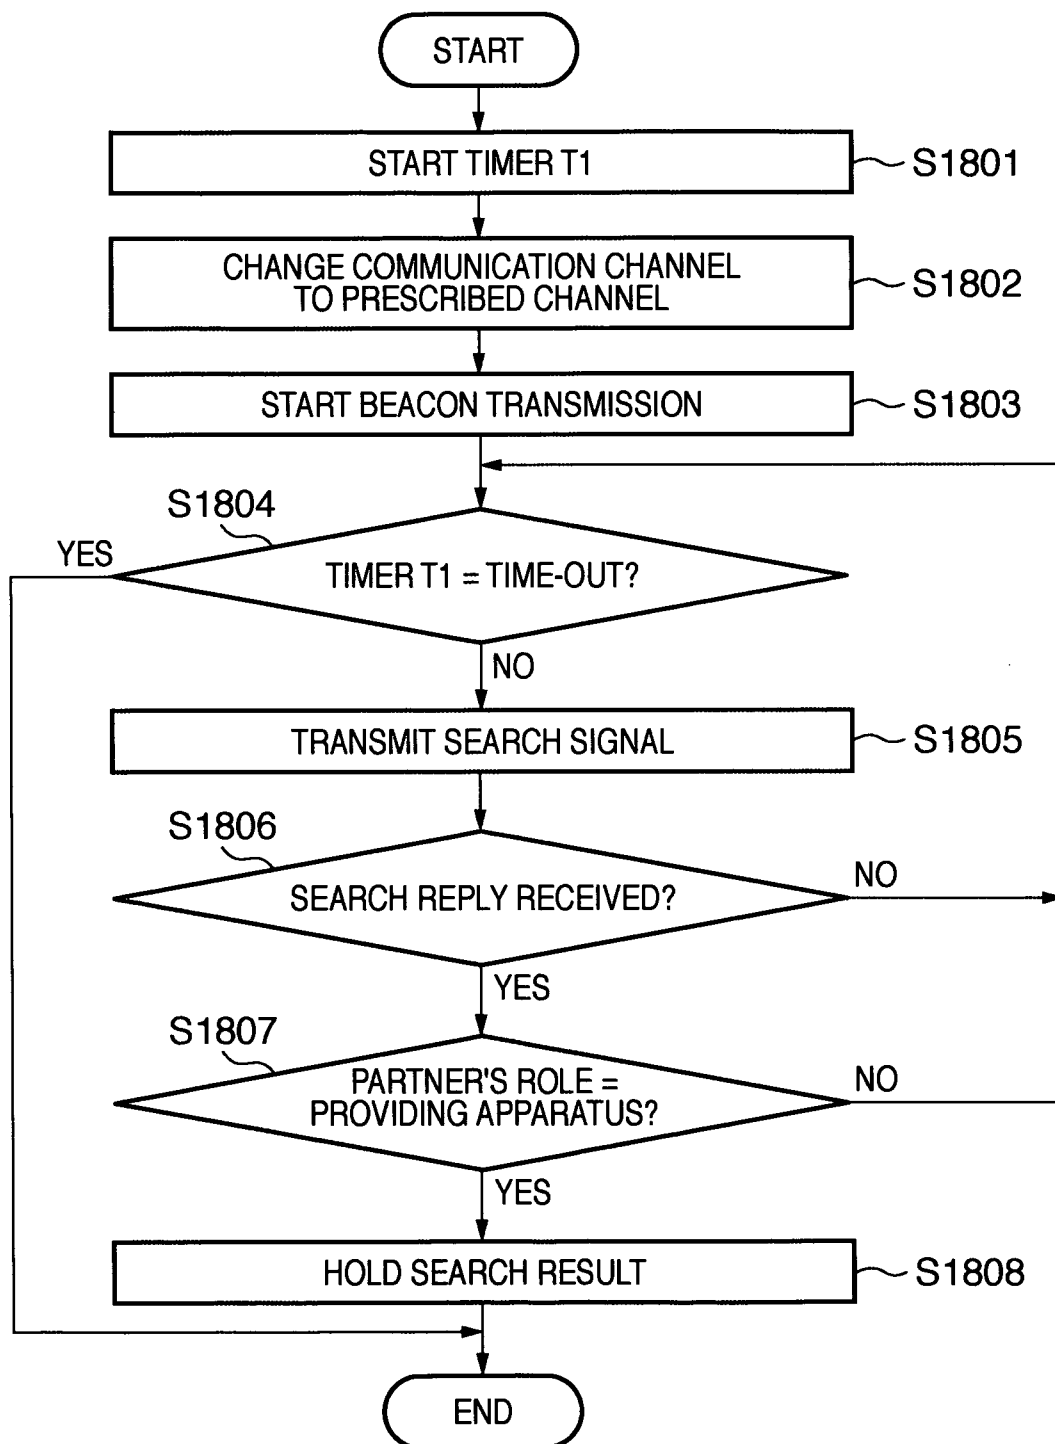 START
START TIMER T1
S1801
CHANGE COMMUNICATION CHANNEL
TO PRESCRIBED CHANNEL
S1802
START BEACON TRANSMISSION
S1803
S1804
YES
TIMER T1 = TIME-OUT?
NO
TRANSMIT SEARCH SIGNAL
S1805
S1806
SEARCH REPLY RECEIVED?
NO
YES
S1807
PARTNER'S ROLE =
PROVIDING APPARATUS?
NO
YES
HOLD SEARCH RESULT
S1808
END